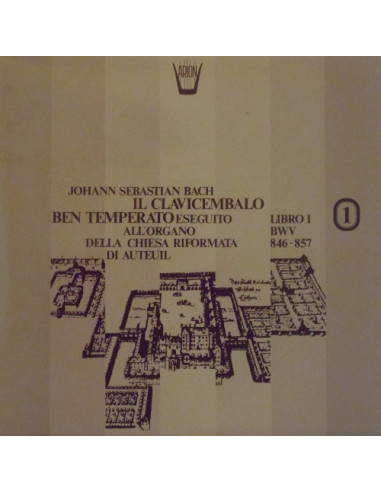 ARION
JOHANN SEBASTIAN BACH
IL CLAVICEMBALO
BEN TEMPERATO ESEGUITO
ALL'ORGANO
DELLA CHIESA RIFORMATA
DI AUTEUIL
LIBRO I
BWV
846-857
1